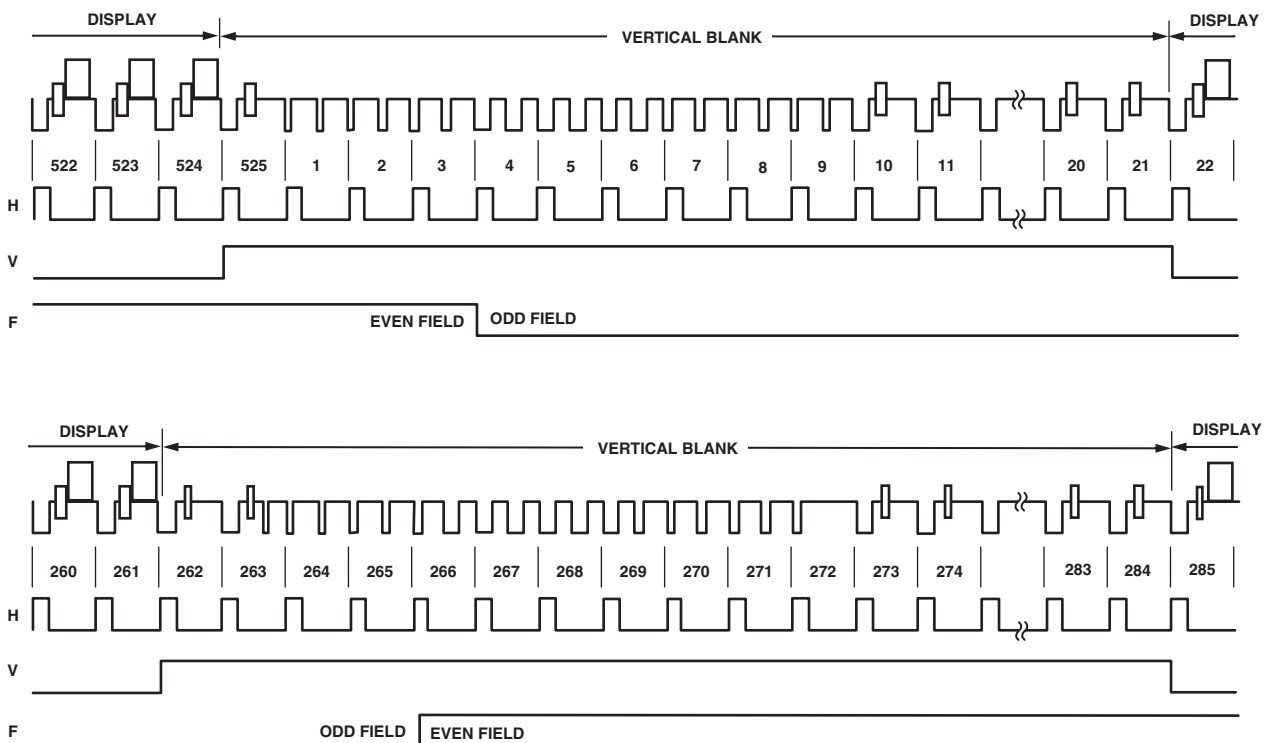 DISPLAY VERTICAL BLANK DISPLAY
522 523 524 525 1 2 3 4 5 6 7 8 9 10 11 20 21 22
H
V
F EVEN FIELD ODD FIELD
DISPLAY VERTICAL BLANK DISPLAY
260 261 262 263 264 265 266 267 268 269 270 271 272 273 274 283 284 285
H
V
F ODD FIELD EVEN FIELD